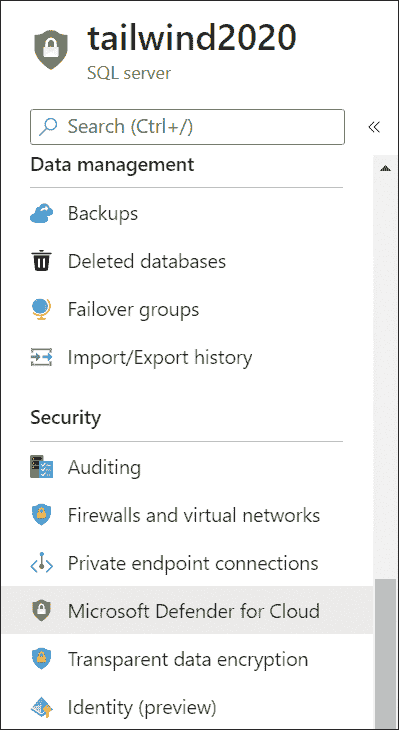 tailwind2020
SQL server
Search (Ctrl+/)
Data management
Backups
Deleted databases
Failover groups
Import/Export history
Security
Auditing
Firewalls and virtual networks
Private endpoint connections
Microsoft Defender for Cloud
Transparent data encryption
Identity (preview)